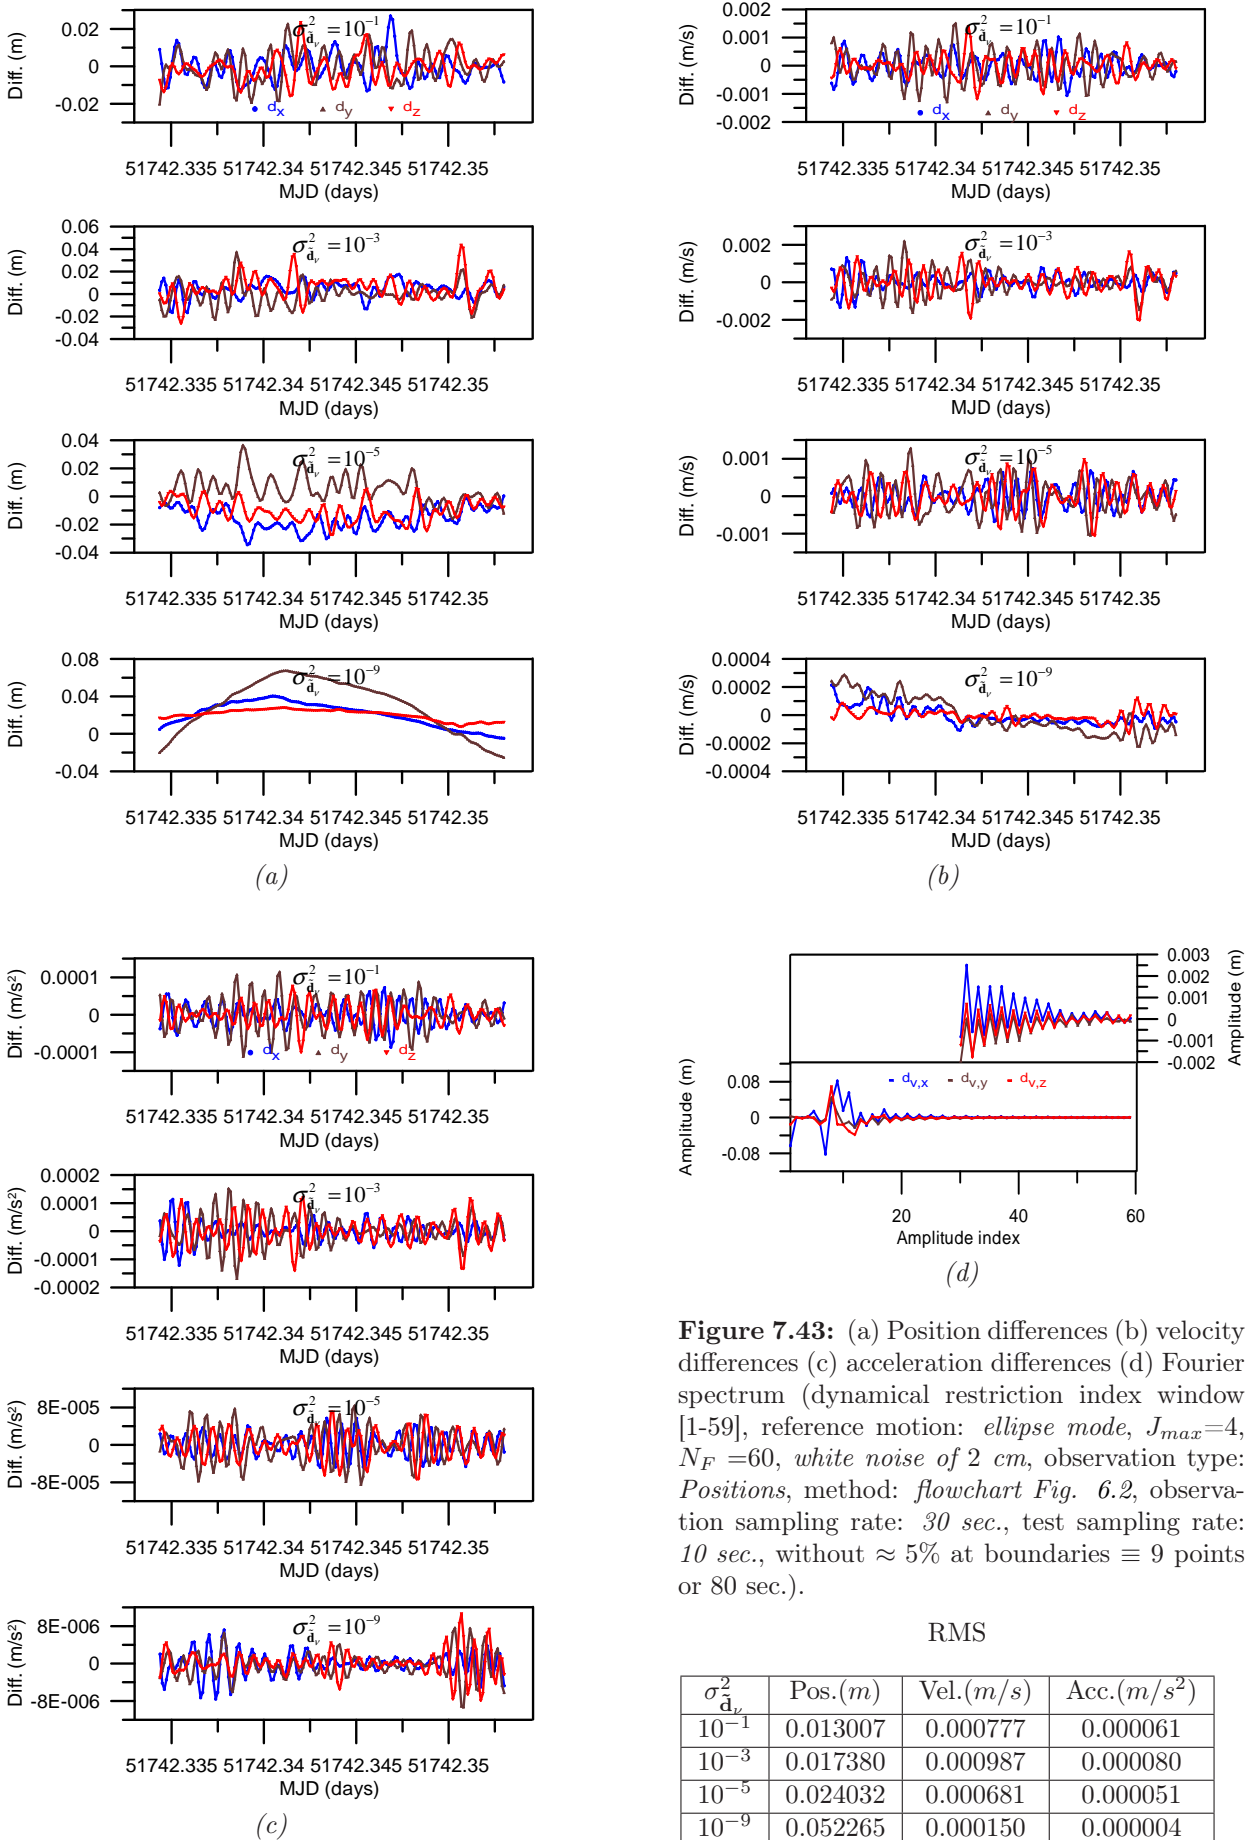 0.02
0
-0.02
Diff. (m)
σ²_d̃ν = 10⁻¹
d_x d_y d_z
51742.335 51742.34 51742.345 51742.35
MJD (days)
0.06
0.04
0.02
0
-0.02
-0.04
Diff. (m)
σ²_d̃ν = 10⁻³
51742.335 51742.34 51742.345 51742.35
MJD (days)
0.04
0.02
0
-0.02
-0.04
Diff. (m)
σ²_d̃ν = 10⁻⁵
51742.335 51742.34 51742.345 51742.35
MJD (days)
0.08
0.04
0
-0.04
Diff. (m)
σ²_d̃ν = 10⁻⁹
51742.335 51742.34 51742.345 51742.35
MJD (days)
(a)
0.002
0.001
0
-0.001
-0.002
Diff. (m/s)
σ²_d̃ν = 10⁻¹
d_x d_y d_z
51742.335 51742.34 51742.345 51742.35
MJD (days)
0.002
0
-0.002
Diff. (m/s)
σ²_d̃ν = 10⁻³
51742.335 51742.34 51742.345 51742.35
MJD (days)
0.001
0
-0.001
Diff. (m/s)
σ²_d̃ν = 10⁻⁵
51742.335 51742.34 51742.345 51742.35
MJD (days)
0.0004
0.0002
0
-0.0002
-0.0004
Diff. (m/s)
σ²_d̃ν = 10⁻⁹
51742.335 51742.34 51742.345 51742.35
MJD (days)
(b)
0.0001
0
-0.0001
Diff. (m/s²)
σ²_d̃ν = 10⁻¹
d_x d_y d_z
51742.335 51742.34 51742.345 51742.35
MJD (days)
0.0002
0.0001
0
-0.0001
-0.0002
Diff. (m/s²)
σ²_d̃ν = 10⁻³
51742.335 51742.34 51742.345 51742.35
MJD (days)
8E-005
0
-8E-005
Diff. (m/s²)
σ²_d̃ν = 10⁻⁵
51742.335 51742.34 51742.345 51742.35
MJD (days)
8E-006
0
-8E-006
Diff. (m/s²)
σ²_d̃ν = 10⁻⁹
51742.335 51742.34 51742.345 51742.35
MJD (days)
(c)
0.003
0.002
0.001
0
-0.001
-0.002
Amplitude (m)
d_v,x d_v,y d_v,z
0.08
0
-0.08
Amplitude (m)
20 40 60
Amplitude index
(d)
Figure 7.43: (a) Position differences (b) velocity
differences (c) acceleration differences (d) Fourier
spectrum (dynamical restriction index window
[1-59], reference motion: ellipse mode, J_max=4,
N_F =60, white noise of 2 cm, observation type:
Positions, method: flowchart Fig. 6.2, observa-
tion sampling rate: 30 sec., test sampling rate:
10 sec., without ≈ 5% at boundaries ≡ 9 points
or 80 sec.).
RMS
σ²_d̃ν Pos.(m) Vel.(m/s) Acc.(m/s²)
10⁻¹ 0.013007 0.000777 0.000061
10⁻³ 0.017380 0.000987 0.000080
10⁻⁵ 0.024032 0.000681 0.000051
10⁻⁹ 0.052265 0.000150 0.000004